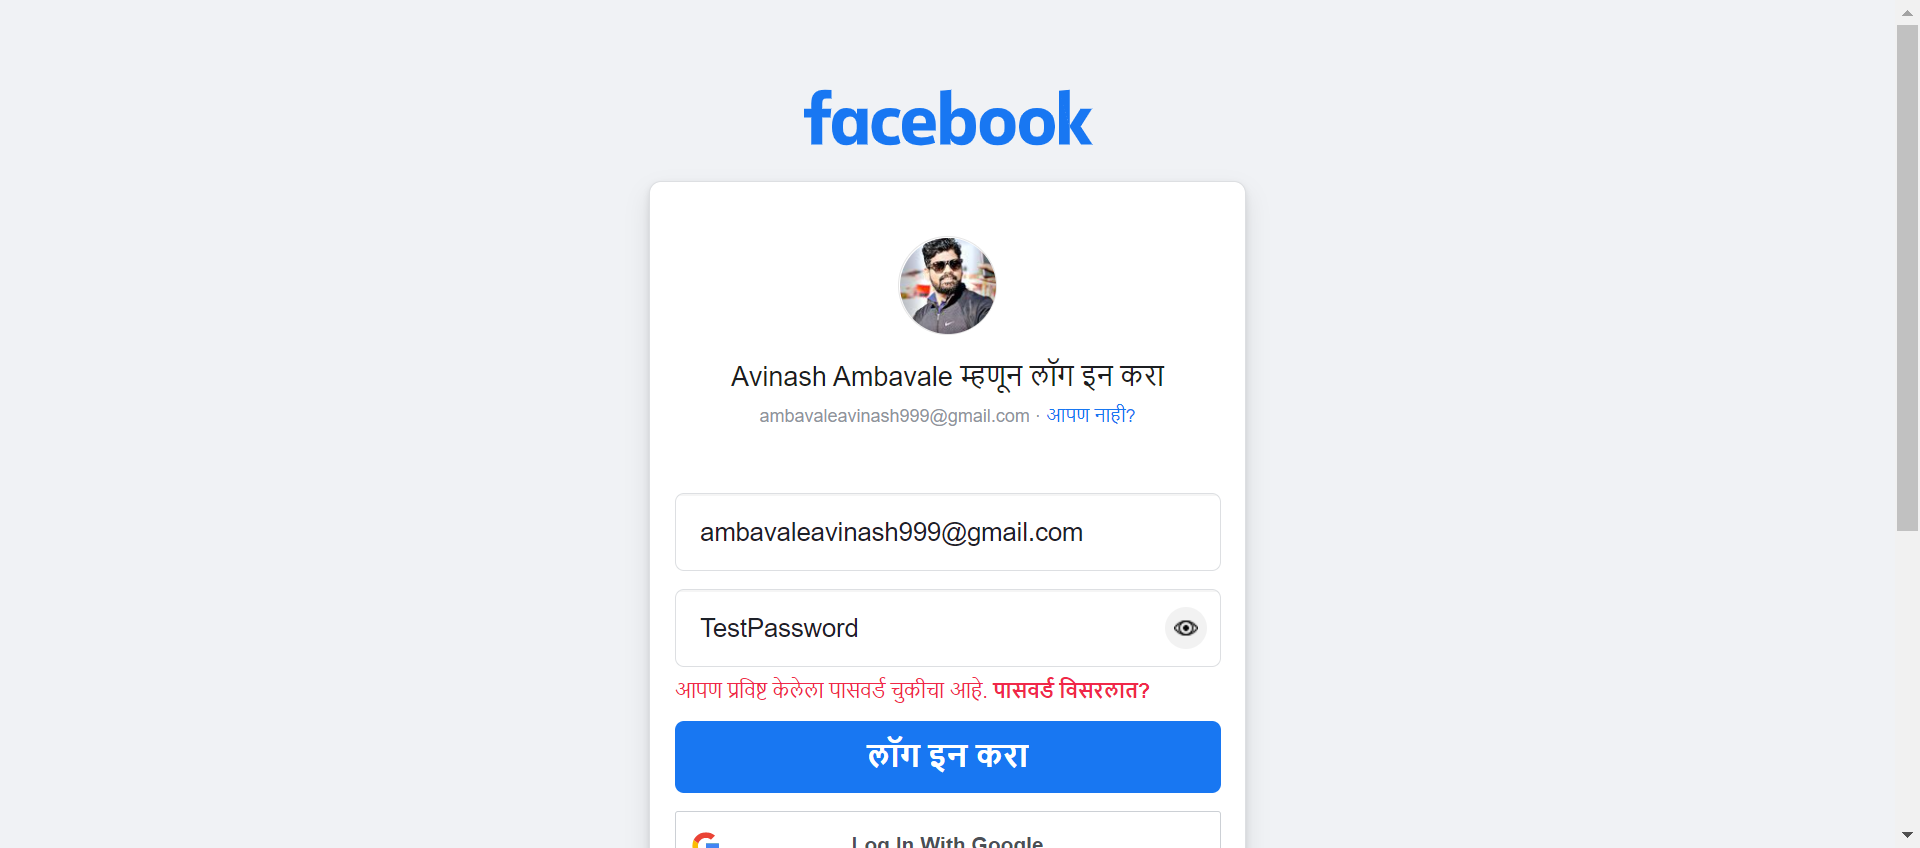 facebook
Avinash Ambavale म्हणून लॉग इन करा
ambavaleavinash999@gmail.com · आपण नाही?
ambavaleavinash999@gmail.com
TestPassword
आपण प्रविष्ट केलेला पासवर्ड चुकीचा आहे. पासवर्ड विसरलात?
लॉग इन करा
Log In With Google